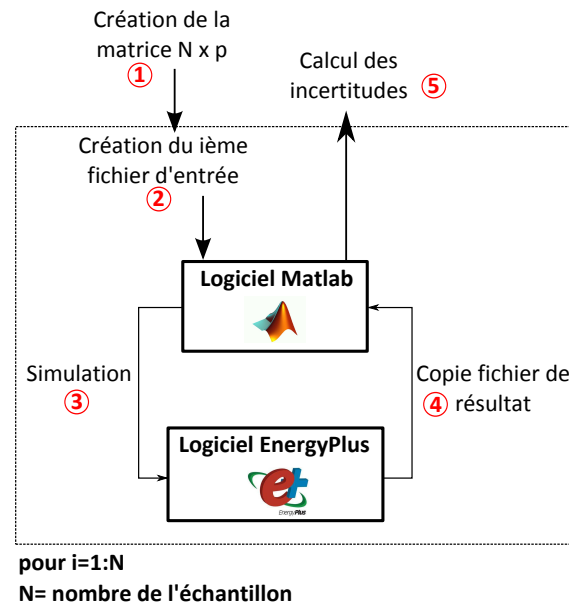 Création de la
matrice N x p
1
Calcul des
incertitudes 5
Création du ième
fichier d'entrée
2
Logiciel Matlab
Simulation
3
Copie fichier de
4 résultat
Logiciel EnergyPlus
e+
EnergyPlus
pour i=1:N
N= nombre de l'échantillon